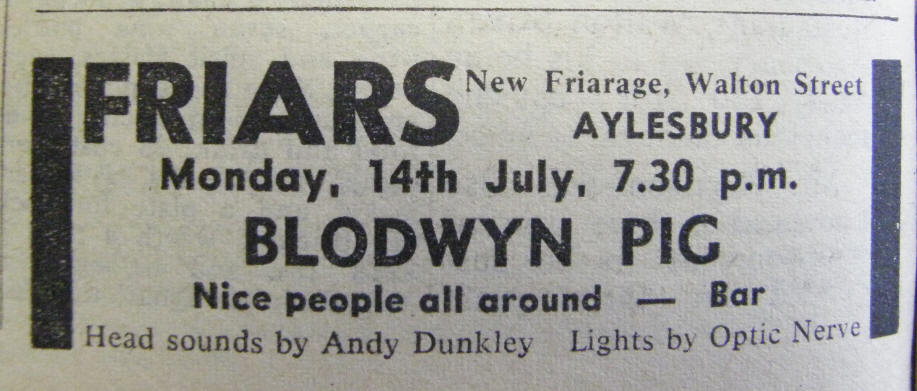 FRIARS New Friarage, Walton Street
AYLESBURY
Monday, 14th July, 7.30 p.m.
BLODWYN PIG
Nice people all around — Bar
Head sounds by Andy Dunkley Lights by Optic Nerve